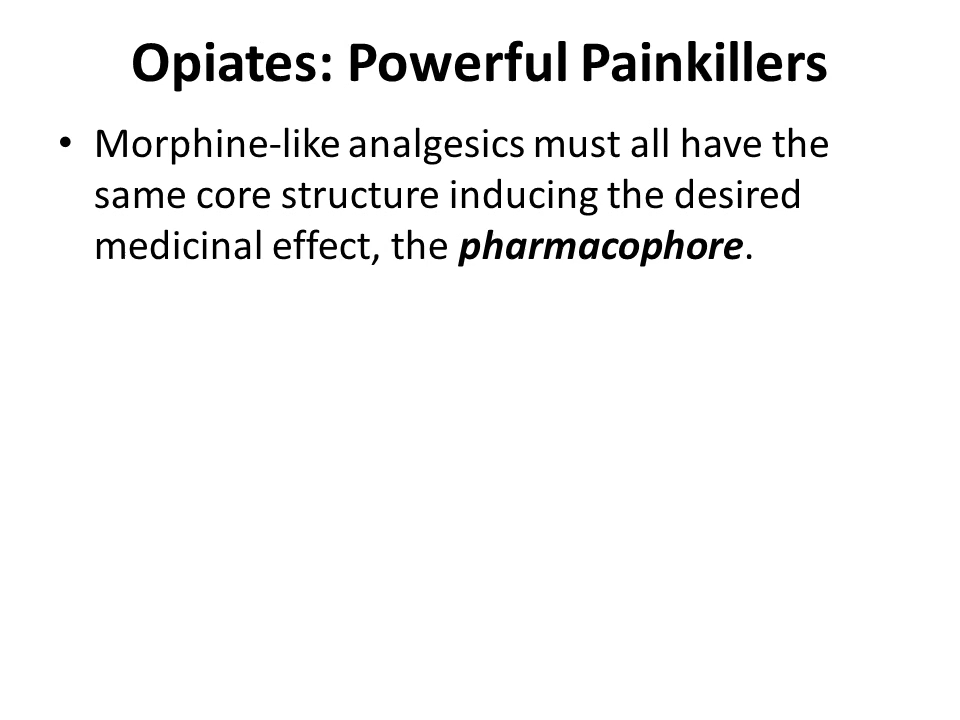 Opiates: Powerful Painkillers
• Morphine-like analgesics must all have the
same core structure inducing the desired
medicinal effect, the pharmacophore.